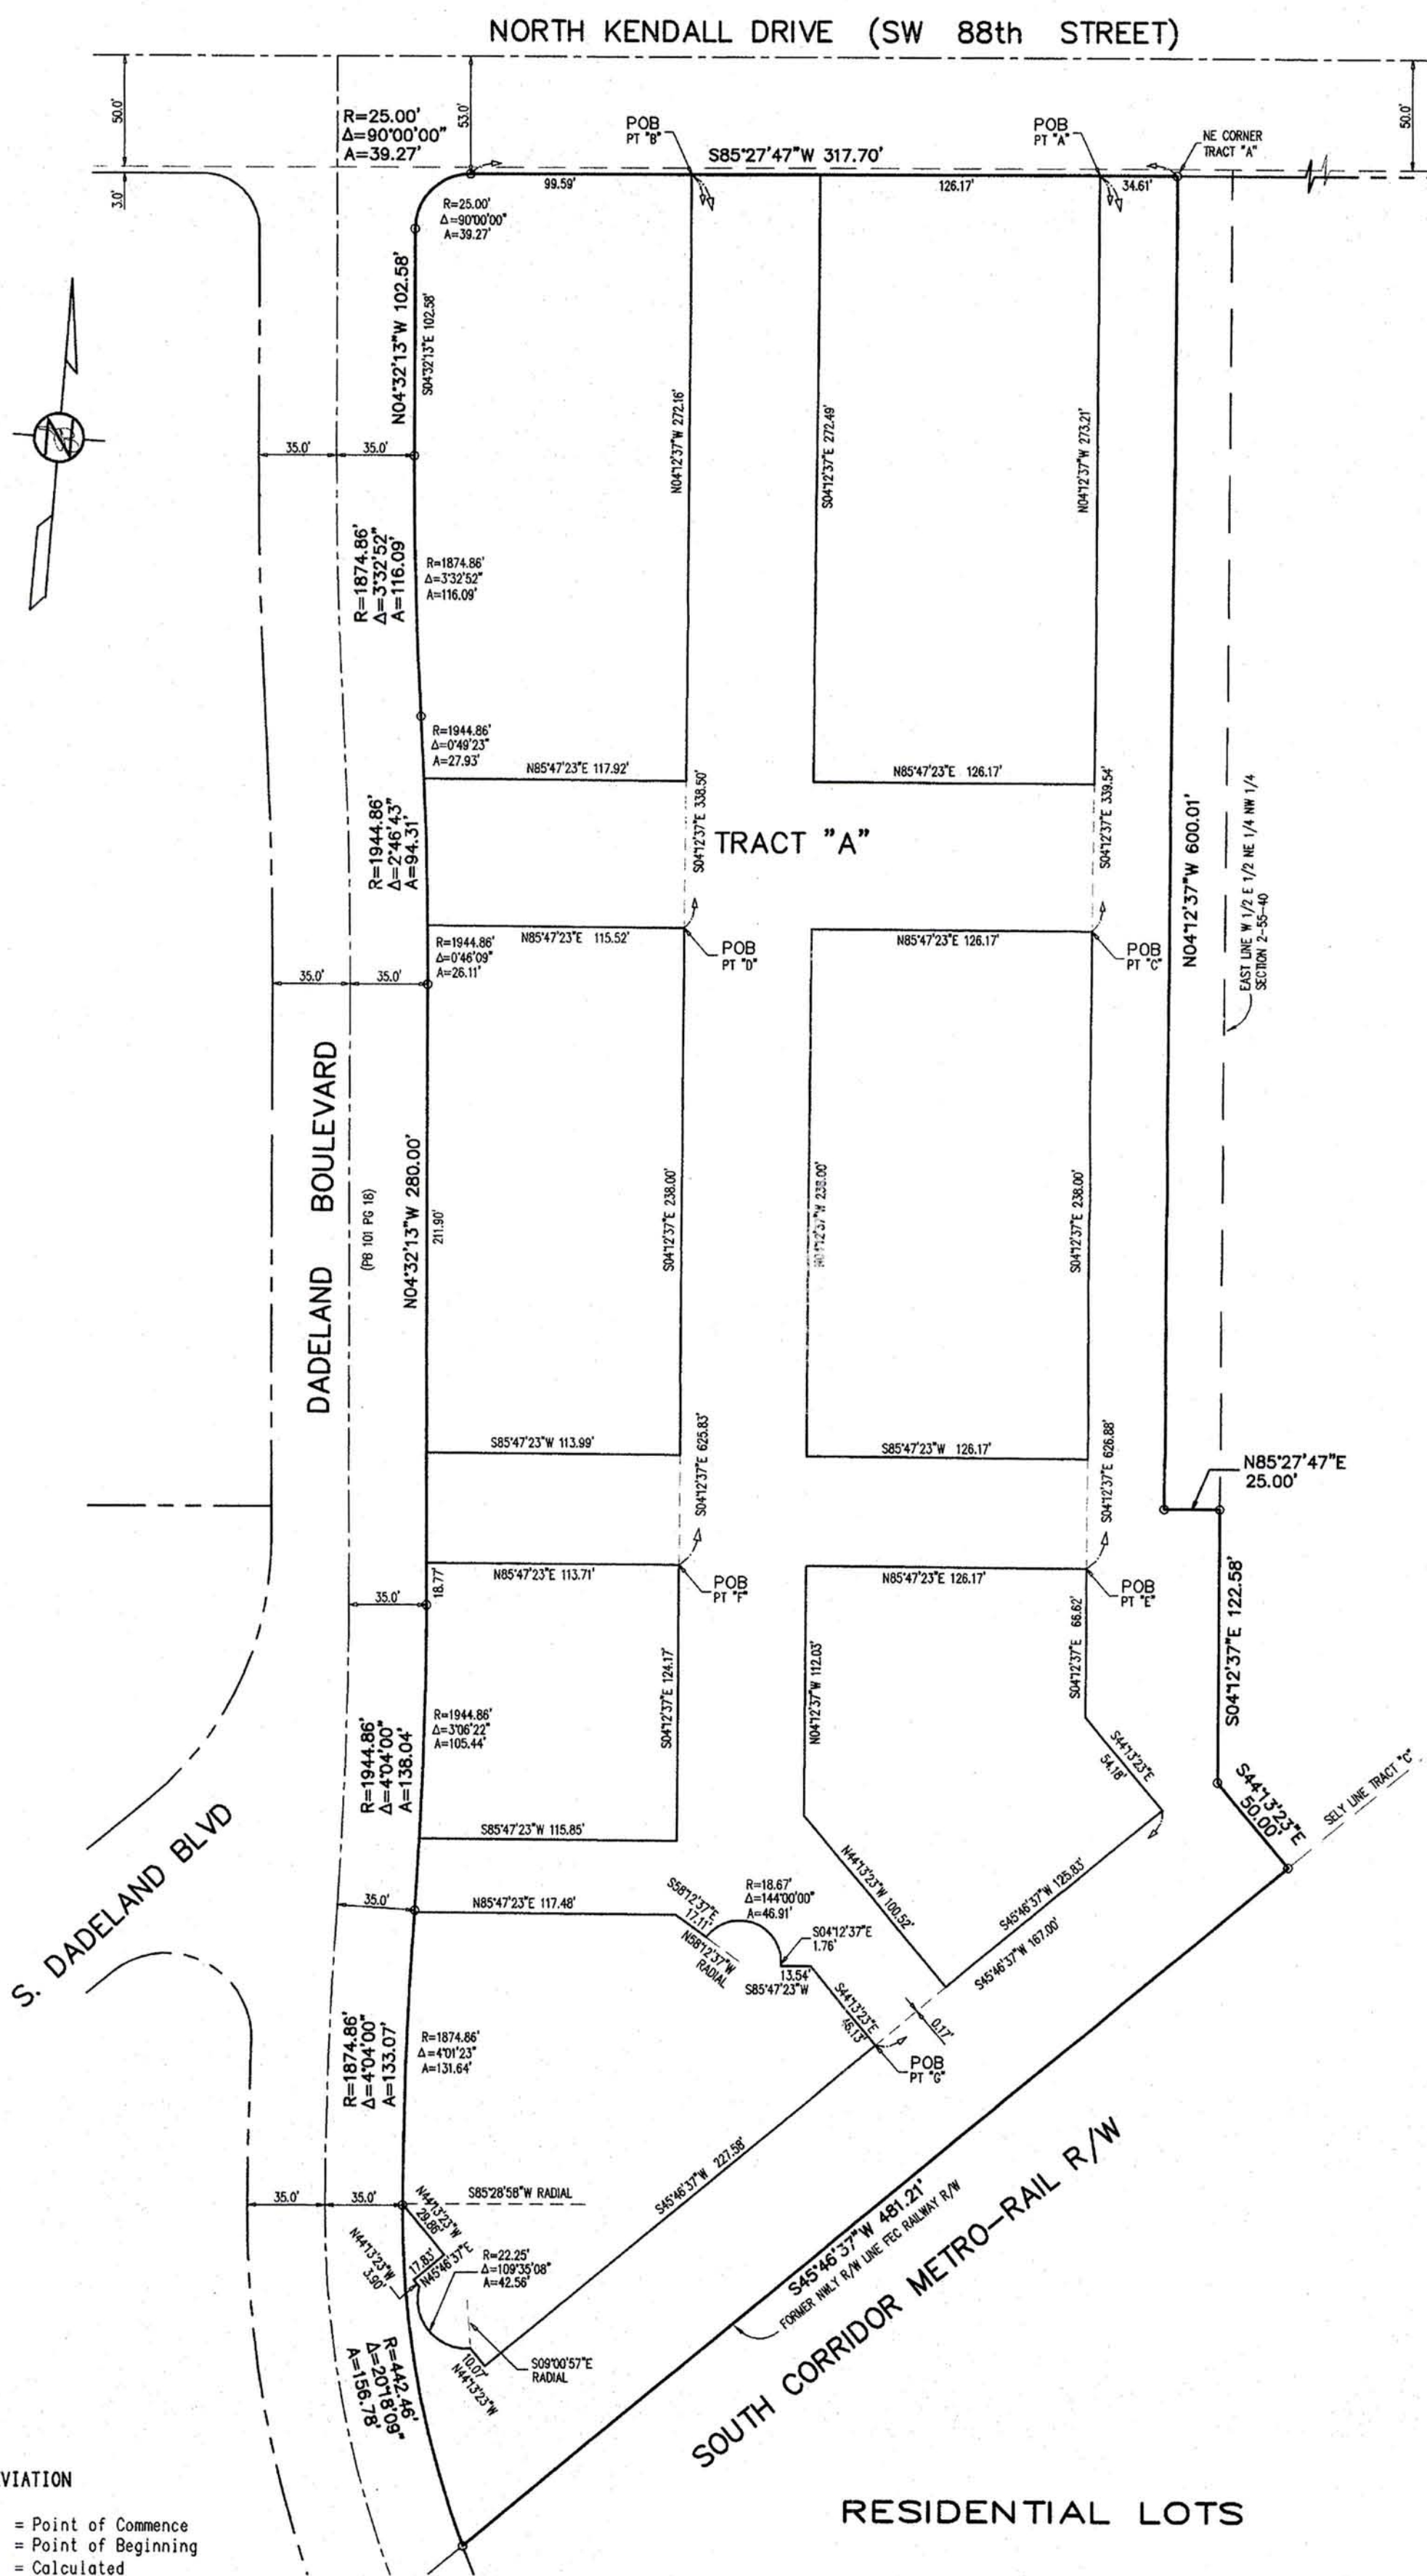 NORTH KENDALL DRIVE (SW 88th STREET)
50.0'
53.0'
50.0'
3.0'
R=25.00'
Δ=90°00'00"
A=39.27'
POB
PT "B"
S85°27'47"W 317.70'
POB
PT "A"
NE CORNER
TRACT "A"
99.59'
126.17'
34.61'
R=25.00'
Δ=90°00'00"
A=39.27'
N04°32'13"W 102.58'
S04°32'13"E 102.58'
N04°12'37"W 272.16'
S04°12'37"E 272.49'
N04°12'37"W 273.21'
35.0'
35.0'
R=1874.86'
Δ=3°32'52"
A=116.09'
R=1874.86'
Δ=3°32'52"
A=116.09'
R=1944.86'
Δ=0°49'23"
A=27.93'
N85°47'23"E 117.92'
N85°47'23"E 126.17'
R=1944.86'
Δ=2°46'43"
A=94.31'
S04°12'37"E 338.50'
TRACT "A"
S04°12'37"E 339.54'
N04°12'37"W 600.01'
EAST LINE W 1/2 E 1/2 NE 1/4 NW 1/4
SECTION 2-55-40
N85°47'23"E 115.52'
N85°47'23"E 126.17'
R=1944.86'
Δ=0°46'09"
A=26.11'
POB
PT "D"
POB
PT "C"
35.0'
35.0'
DADELAND BOULEVARD
(PB 101 PG 18)
N04°32'13"W 280.00'
211.90'
S04°12'37"E 238.00'
N04°12'37"W 238.00'
S04°12'37"E 238.00'
S85°47'23"W 113.99'
S85°47'23"W 126.17'
S04°12'37"E 625.83'
S04°12'37"E 626.88'
N85°27'47"E
25.00'
N85°47'23"E 113.71'
N85°47'23"E 126.17'
18.77'
35.0'
POB
PT "F"
POB
PT "E"
S04°12'37"E 122.58'
S04°12'37"E 124.17'
N04°12'37"W 112.03'
S04°12'37"E 66.62'
R=1944.86'
Δ=4°04'00"
A=138.04'
R=1944.86'
Δ=3°06'22"
A=105.44'
S44°13'23"E
54.18'
S44°13'23"E
50.00'
SELY LINE TRACT "C"
S. DADELAND BLVD
S85°47'23"W 115.85'
N44°13'23"W 100.52'
S45°46'37"W 125.83'
S45°46'37"W 167.00'
35.0'
N85°47'23"E 117.48'
S58°12'37"E
17.11'
N58°12'37"W
RADIAL
R=18.67'
Δ=144°00'00"
A=46.91'
S04°12'37"E
1.76'
13.54'
S85°47'23"W
S44°13'23"E
46.13'
0.17'
POB
PT "G"
R=1874.86'
Δ=4°04'00"
A=133.07'
R=1874.86'
Δ=4°01'23"
A=131.64'
S45°46'37"W 227.58'
35.0'
35.0'
S85°28'58"W RADIAL
N44°13'23"W
29.86'
N44°13'23"W
3.90'
17.83'
N45°46'37"E
R=22.25'
Δ=109°35'08"
A=42.56'
S45°46'37"W 481.21'
FORMER NWLY R/W LINE FEC RAILWAY R/W
SOUTH CORRIDOR METRO-RAIL R/W
10.07'
N44°13'23"W
S09°00'57"E
RADIAL
R=442.46'
Δ=20°18'09"
A=156.78'
VIATION
= Point of Commence
= Point of Beginning
= Calculated
RESIDENTIAL LOTS